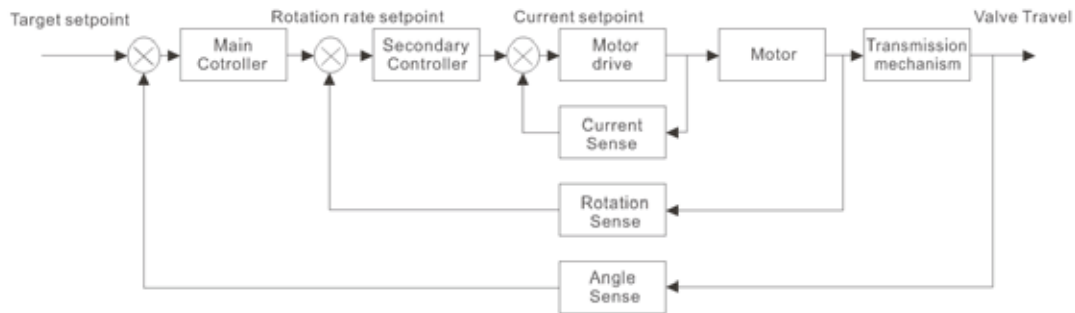 Target setpoint
Rotation rate setpoint
Current setpoint
Valve Travel
Main
Cotroller
Secondary
Controller
Motor
drive
Motor
Transmission
mechanism
Current
Sense
Rotation
Sense
Angle
Sense